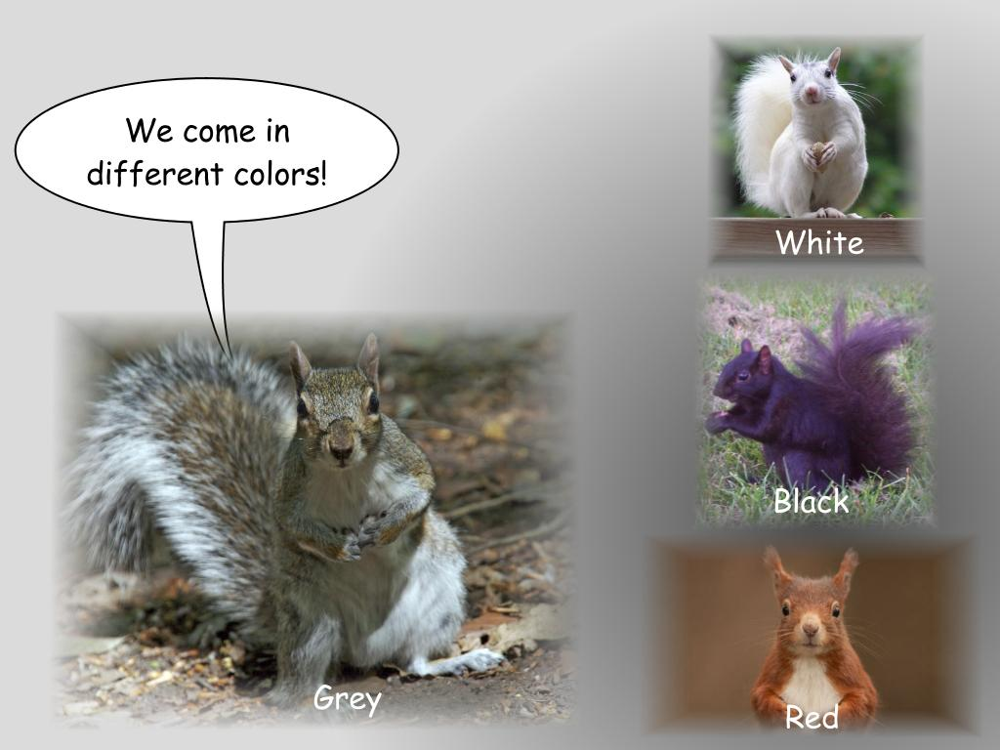 We come in
different colors!
White
Black
Grey
Red